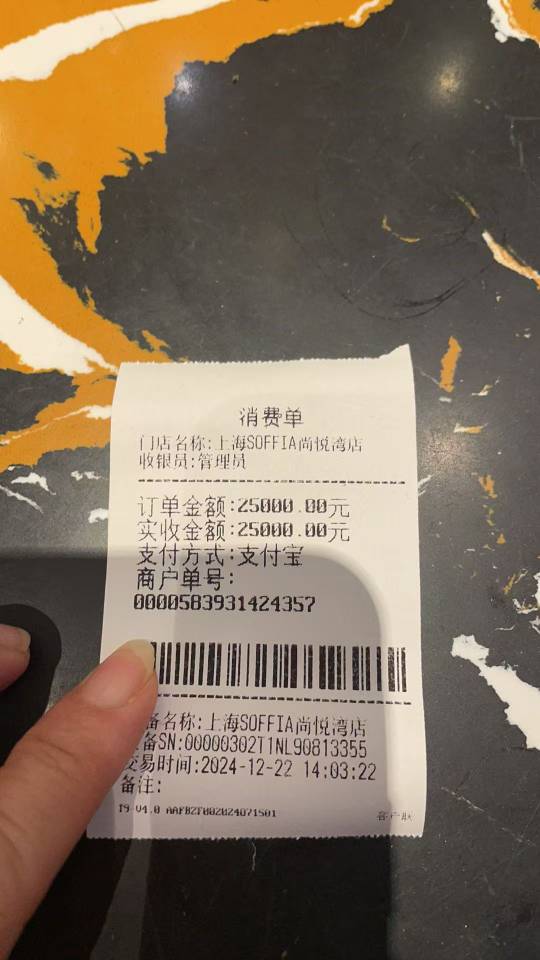 消费单
门店名称:上海SOFFIA尚悦湾店
收银员:管理员
订单金额:25000.00元
实收金额:25000.00元
支付方式:支付宝
商户单号:
0000583931424357
备名称:上海SOFFIA尚悦湾店
备SN:00000302T1NL90813355
交易时间:2024-12-22 14:03:22
备注:
客户联